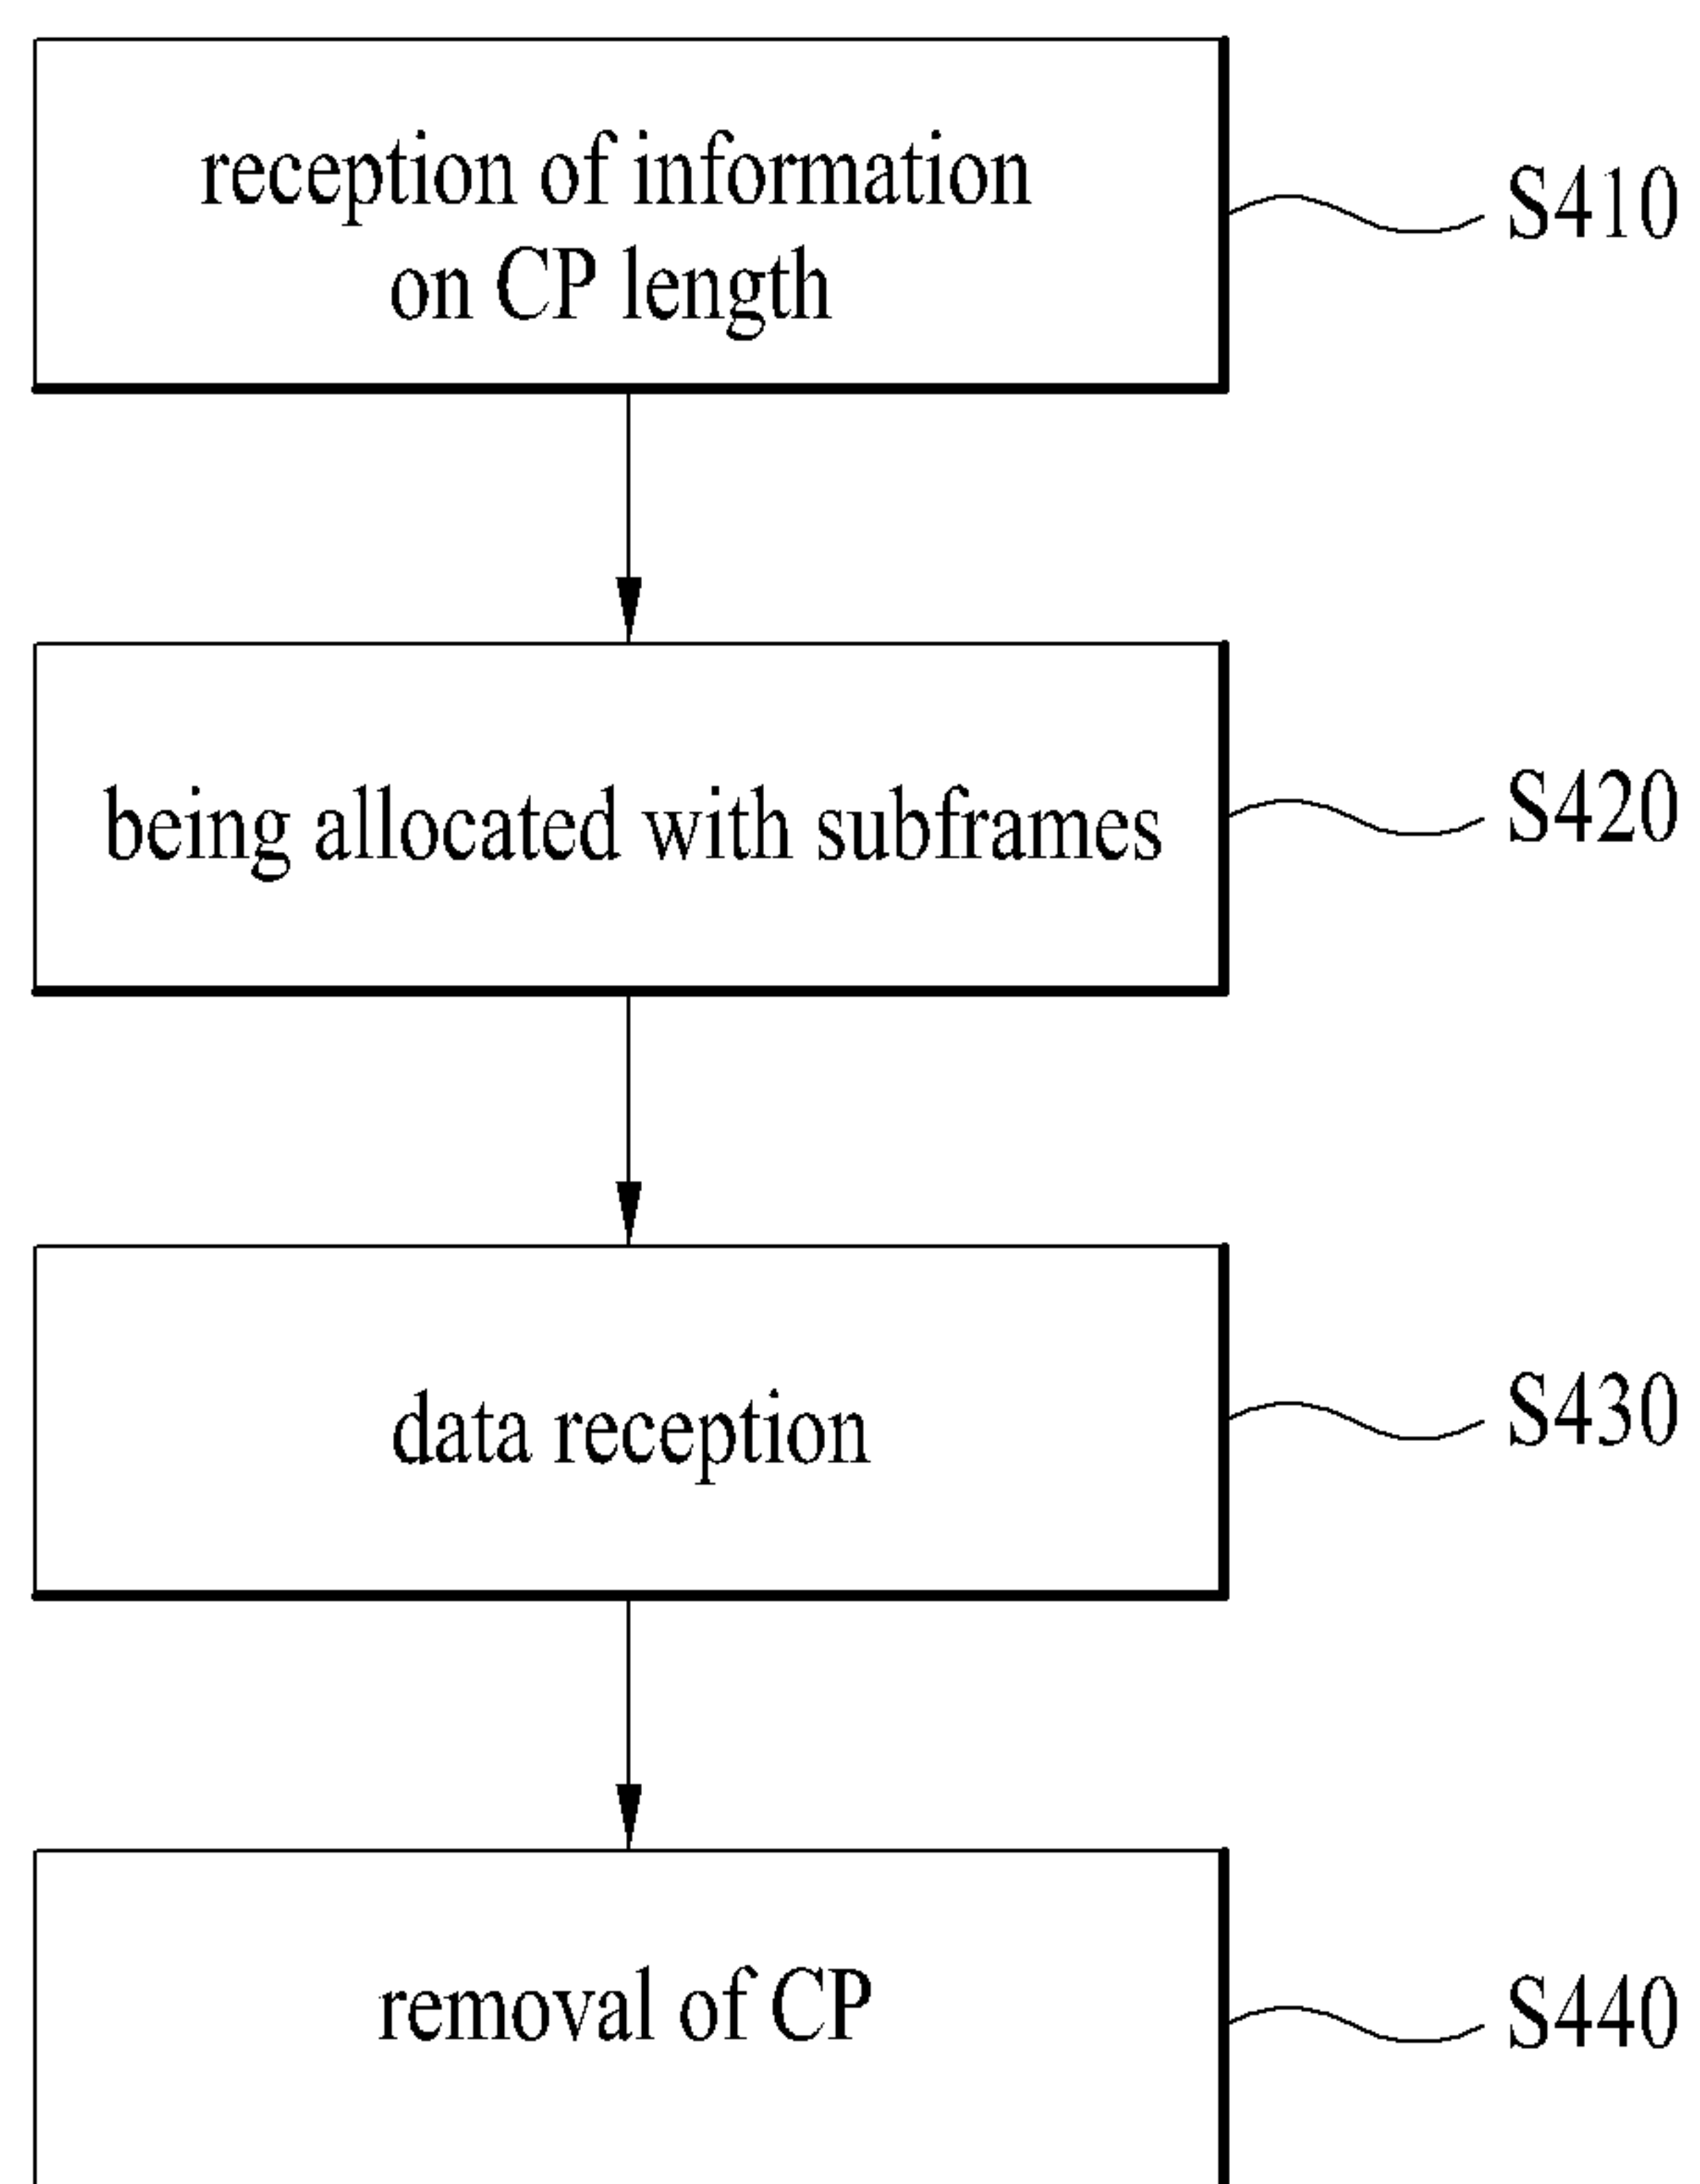 reception of information
on CP length
S410
being allocated with subframes
S420
data reception
S430
removal of CP
S440